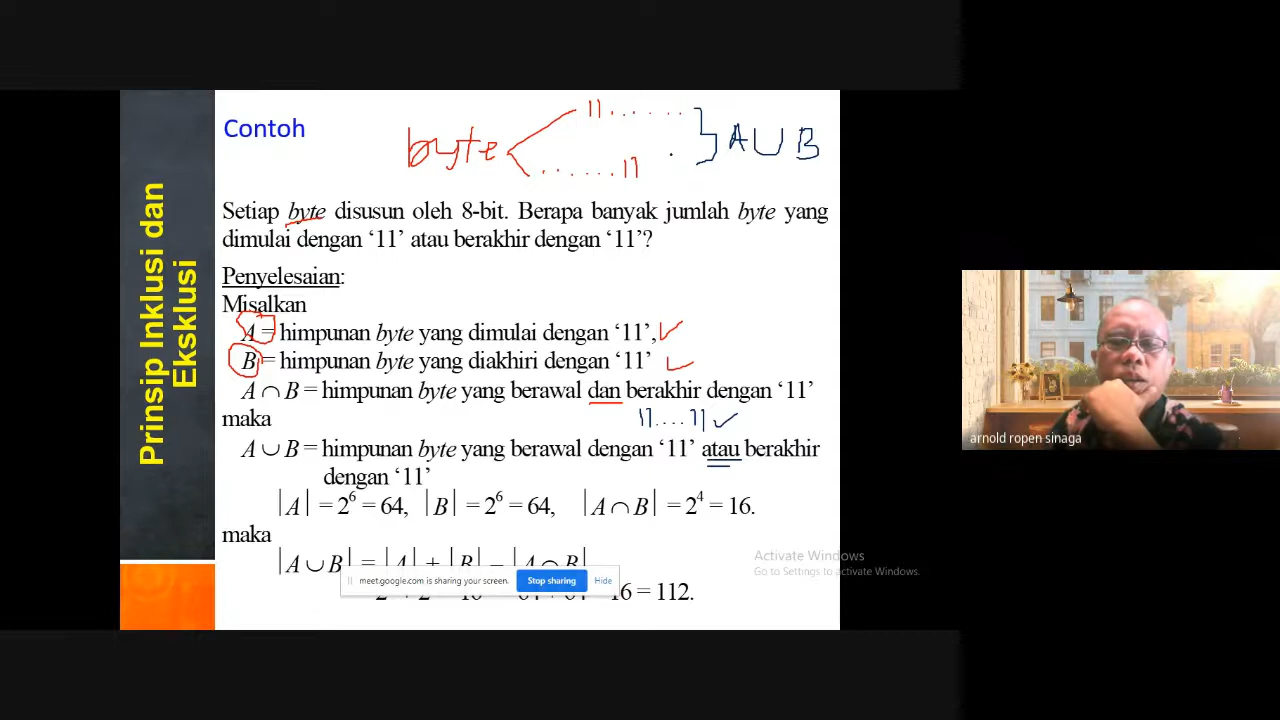 Prinsip Inklusi dan
Eksklusi
Contoh
byte
11......
......11
A∪B
Setiap byte disusun oleh 8-bit. Berapa banyak jumlah byte yang
dimulai dengan ‘11’ atau berakhir dengan ‘11’?
Penyelesaian:
Misalkan
A = himpunan byte yang dimulai dengan ‘11’,
B = himpunan byte yang diakhiri dengan ‘11’
A ∩ B = himpunan byte yang berawal dan berakhir dengan ‘11’
maka
11....11
A ∪ B = himpunan byte yang berawal dengan ‘11’ atau berakhir
dengan ‘11’
|A| = 2⁶ = 64, |B| = 2⁶ = 64, |A ∩ B| = 2⁴ = 16.
maka
|A ∪ B| = |A| + |B| − |A ∩ B|
16 = 112.
meet.google.com is sharing your screen.
Stop sharing
Hide
Activate Windows
Go to Settings to activate Windows.
arnold ropen sinaga